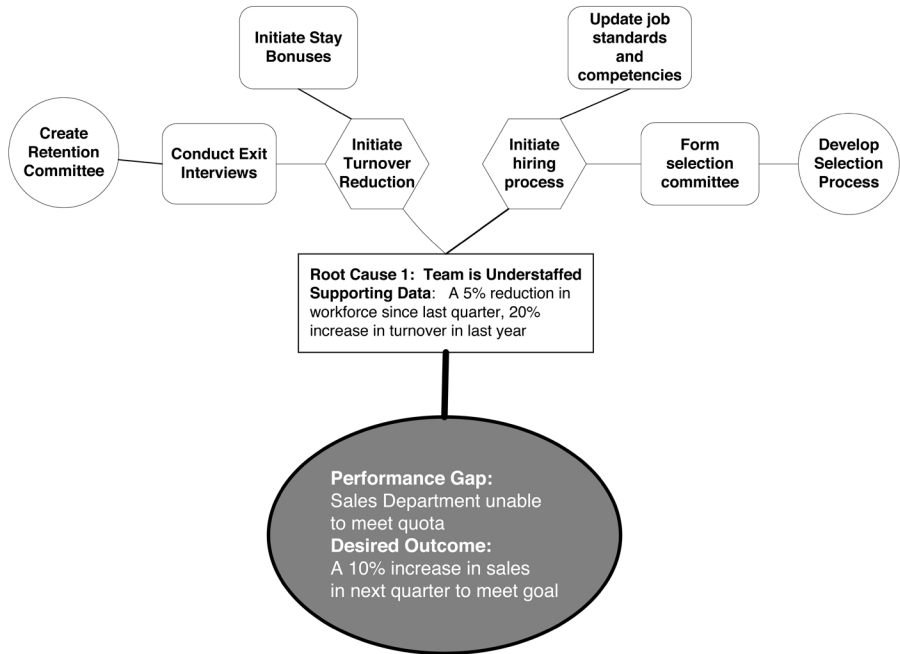 Initiate Stay
Bonuses
Update job
standards
and
competencies
Create
Retention
Committee
Conduct Exit
Interviews
Initiate
Turnover
Reduction
Initiate
hiring
process
Form
selection
committee
Develop
Selection
Process
Root Cause 1: Team is Understaffed
Supporting Data: A 5% reduction in
workforce since last quarter, 20%
increase in turnover in last year
Performance Gap:
Sales Department unable
to meet quota
Desired Outcome:
A 10% increase in sales
in next quarter to meet goal